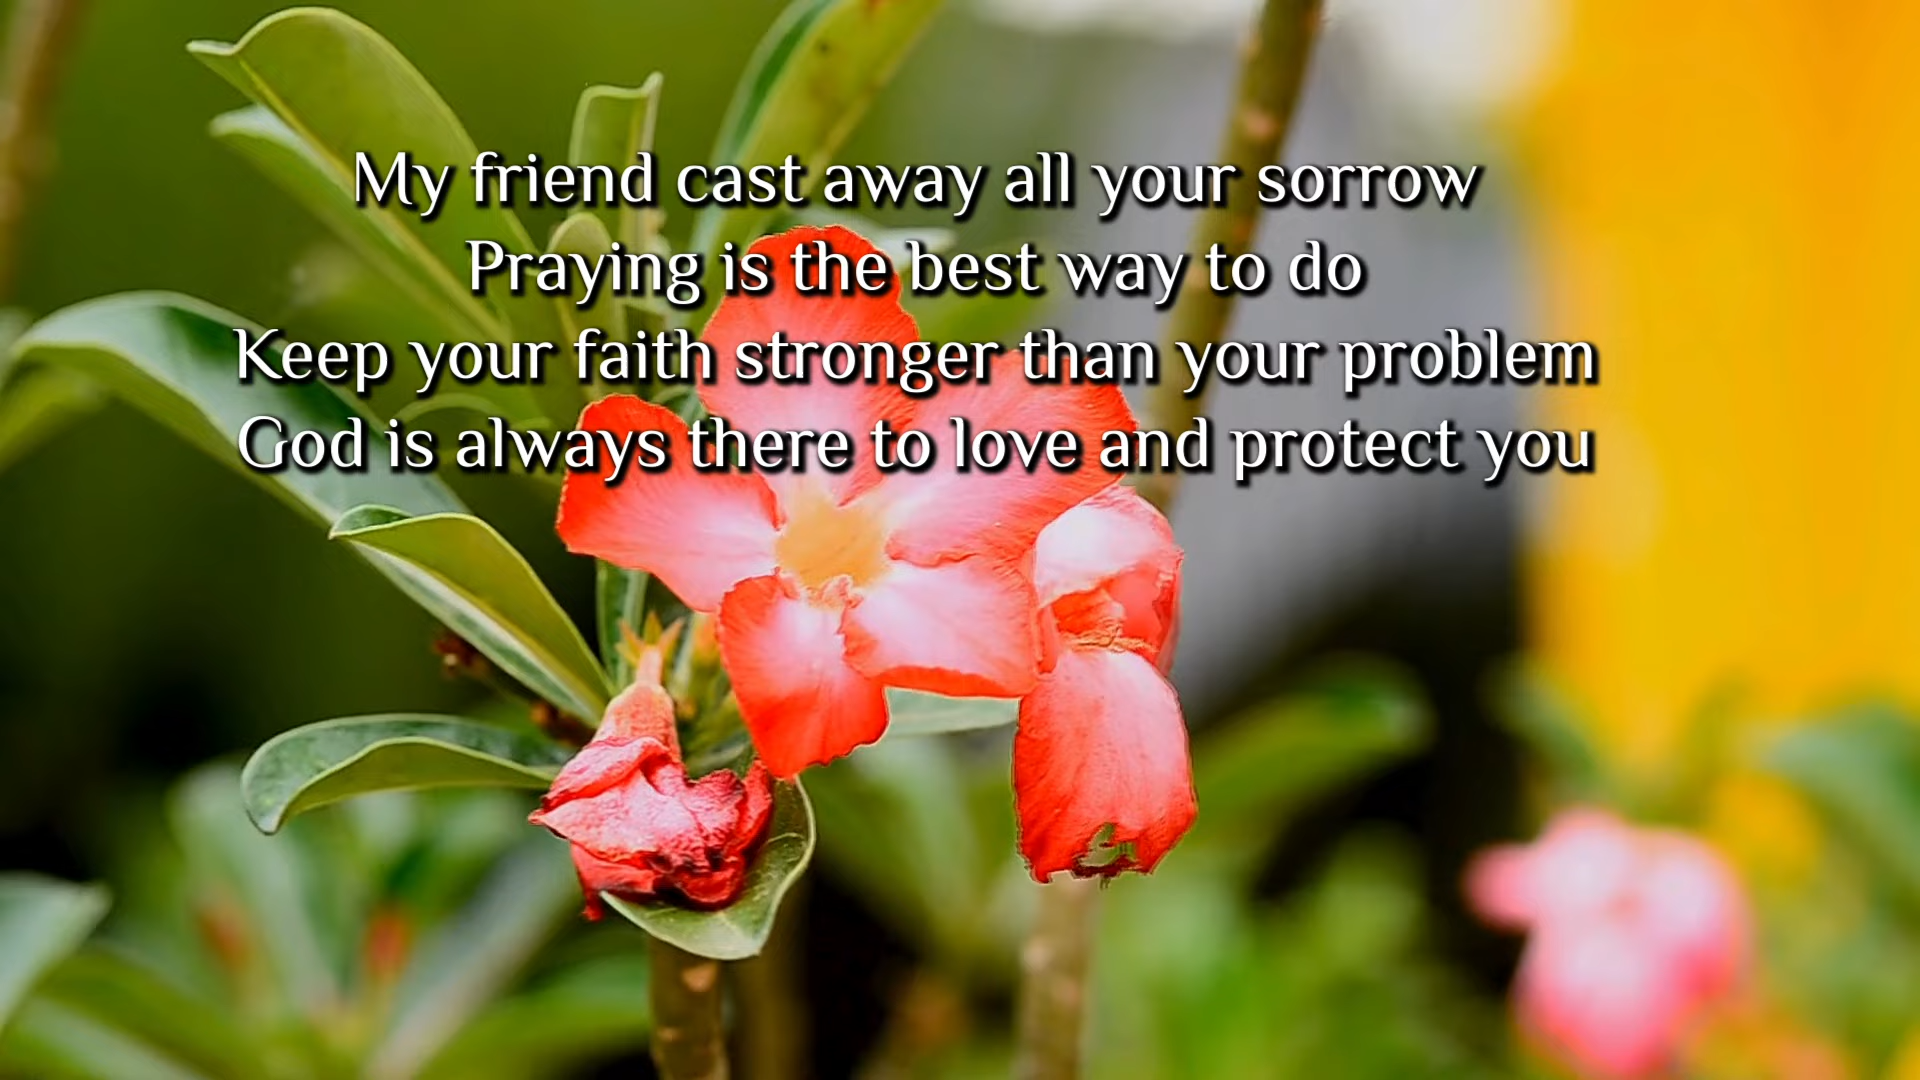 My friend cast away all your sorrow
Praying is the best way to do
Keep your faith stronger than your problem
God is always there to love and protect you